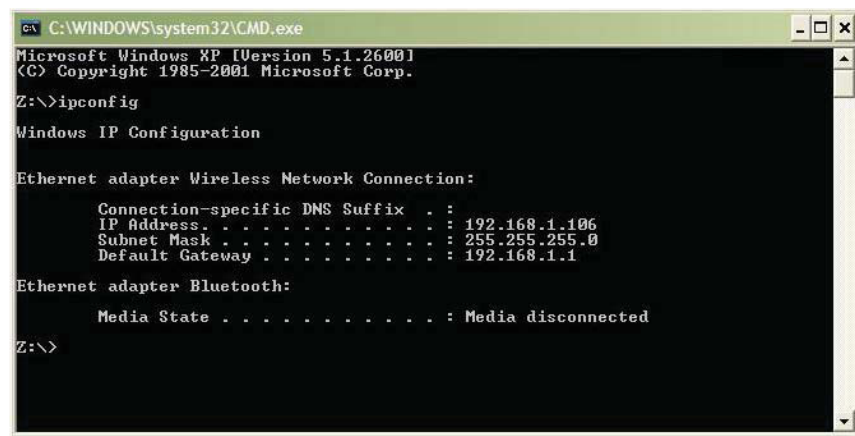 C:\WINDOWS\system32\CMD.exe
Microsoft Windows XP [Version 5.1.2600]
(C) Copyright 1985-2001 Microsoft Corp.
Z:\>ipconfig
Windows IP Configuration
Ethernet adapter Wireless Network Connection:
Connection-specific DNS Suffix . :
IP Address. . . . . . . . . . . . : 192.168.1.106
Subnet Mask . . . . . . . . . . . : 255.255.255.0
Default Gateway . . . . . . . . . : 192.168.1.1
Ethernet adapter Bluetooth:
Media State . . . . . . . . . . . : Media disconnected
Z:\>